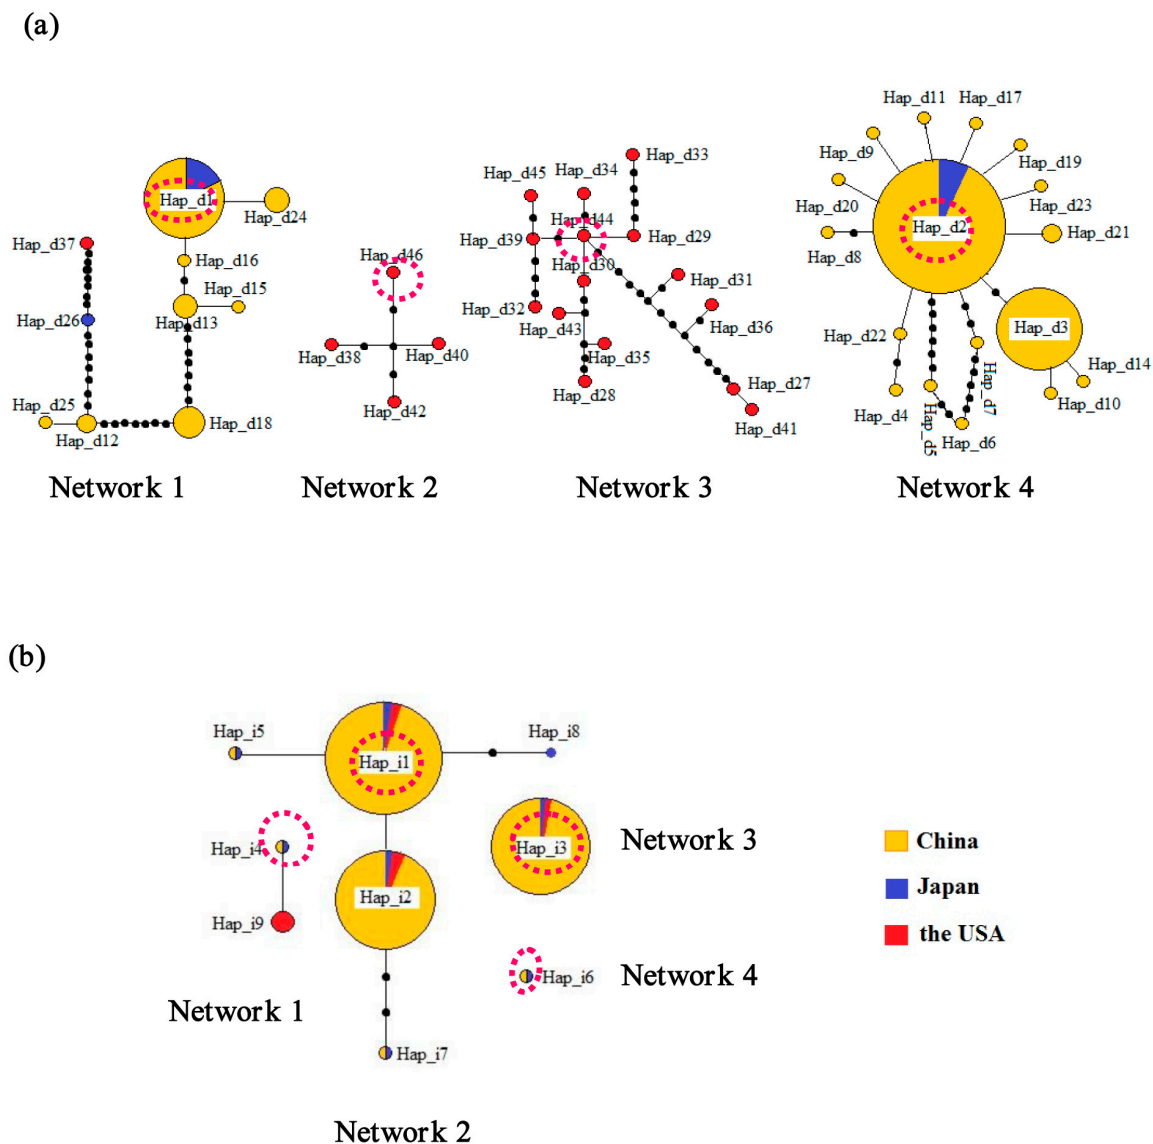 (a)
Hap_d11
Hap_d17
Hap_d9
Hap_d19
Hap_d20
Hap_d23
Hap_d2
Hap_d21
Hap_d8
Hap_d3
Hap_d22
Hap_d14
Hap_d10
Hap_d4
Hap_d5
Hap_d7
Hap_d6
Hap_d1
Hap_d24
Hap_d37
Hap_d16
Hap_d15
Hap_d26
Hap_d13
Hap_d25
Hap_d12
Hap_d18
Hap_d46
Hap_d38
Hap_d40
Hap_d42
Hap_d33
Hap_d45
Hap_d34
Hap_d44
Hap_d39
Hap_d29
Hap_d30
Hap_d31
Hap_d32
Hap_d43
Hap_d36
Hap_d35
Hap_d28
Hap_d27
Hap_d41
Network 1
Network 2
Network 3
Network 4
(b)
Hap_i5
Hap_i8
Hap_i1
Hap_i4
Hap_i3
Network 3
China
Hap_i2
Japan
Hap_i9
the USA
Hap_i6
Network 4
Network 1
Hap_i7
Network 2